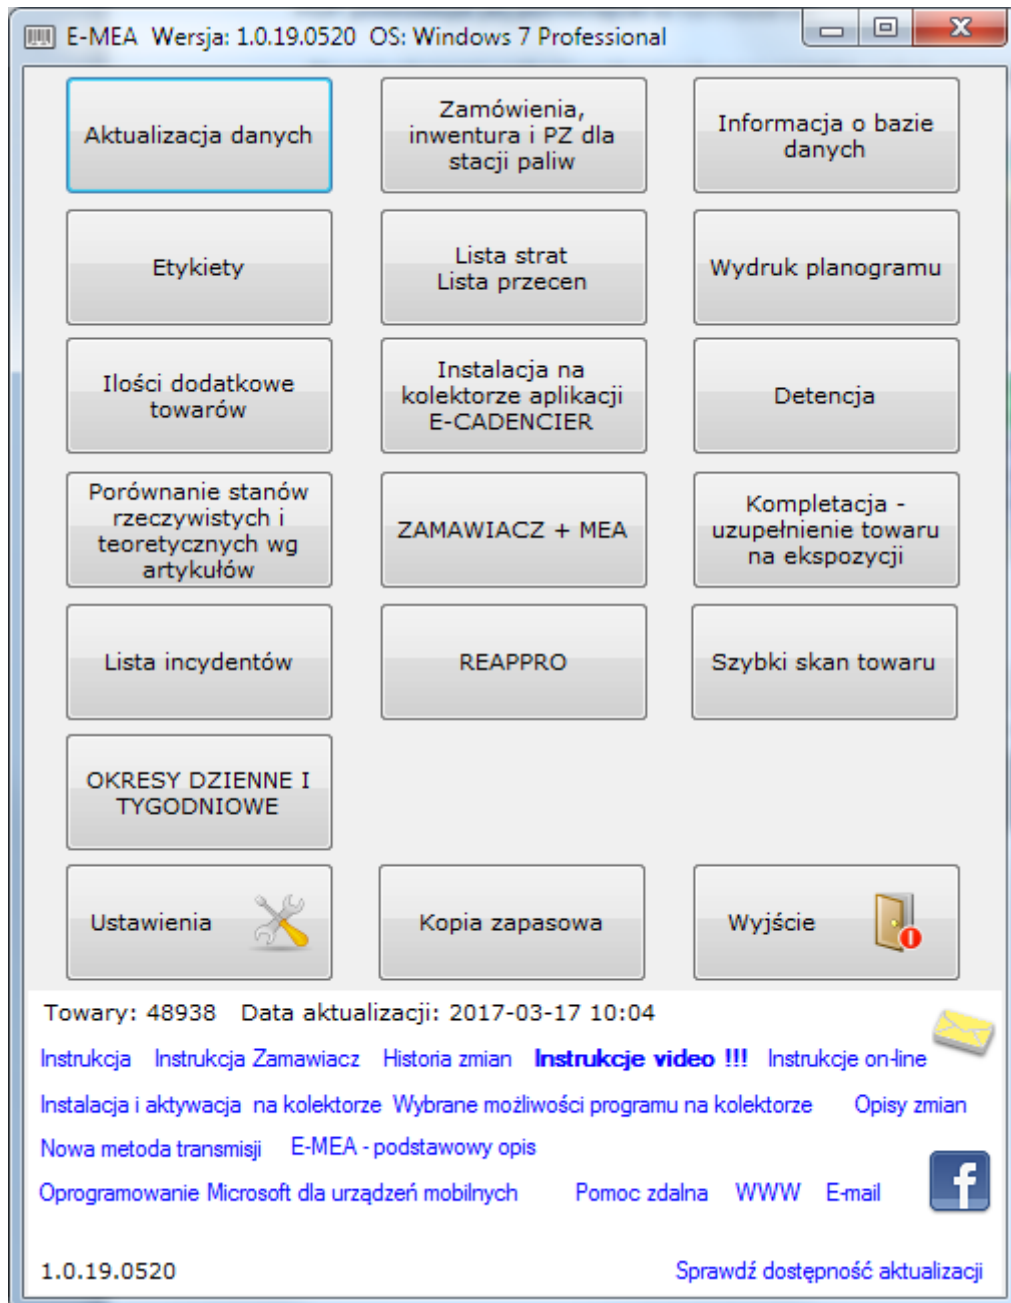 E-MEA Wersja: 1.0.19.0520 OS: Windows 7 Professional
Aktualizacja danych
Zamówienia,
inwentura i PZ dla
stacji paliw
Informacja o bazie
danych
Etykiety
Lista strat
Lista przecen
Wydruk planogramu
Ilości dodatkowe
towarów
Instalacja na
kolektorze aplikacji
E-CADENCIER
Detencja
Porównanie stanów
rzeczywistych i
teoretycznych wg
artykułów
ZAMAWIACZ + MEA
Kompletacja -
uzupełnienie towaru
na ekspozycji
Lista incydentów
REAPPRO
Szybki skan towaru
OKRESY DZIENNE I
TYGODNIOWE
Ustawienia
Kopia zapasowa
Wyjście
Towary: 48938 Data aktualizacji: 2017-03-17 10:04
Instrukcja Instrukcja Zamawiacz Historia zmian Instrukcje video !!! Instrukcje on-line
Instalacja i aktywacja na kolektorze Wybrane możliwości programu na kolektorze Opisy zmian
Nowa metoda transmisji E-MEA - podstawowy opis
Oprogramowanie Microsoft dla urządzeń mobilnych Pomoc zdalna WWW E-mail
1.0.19.0520 Sprawdź dostępność aktualizacji